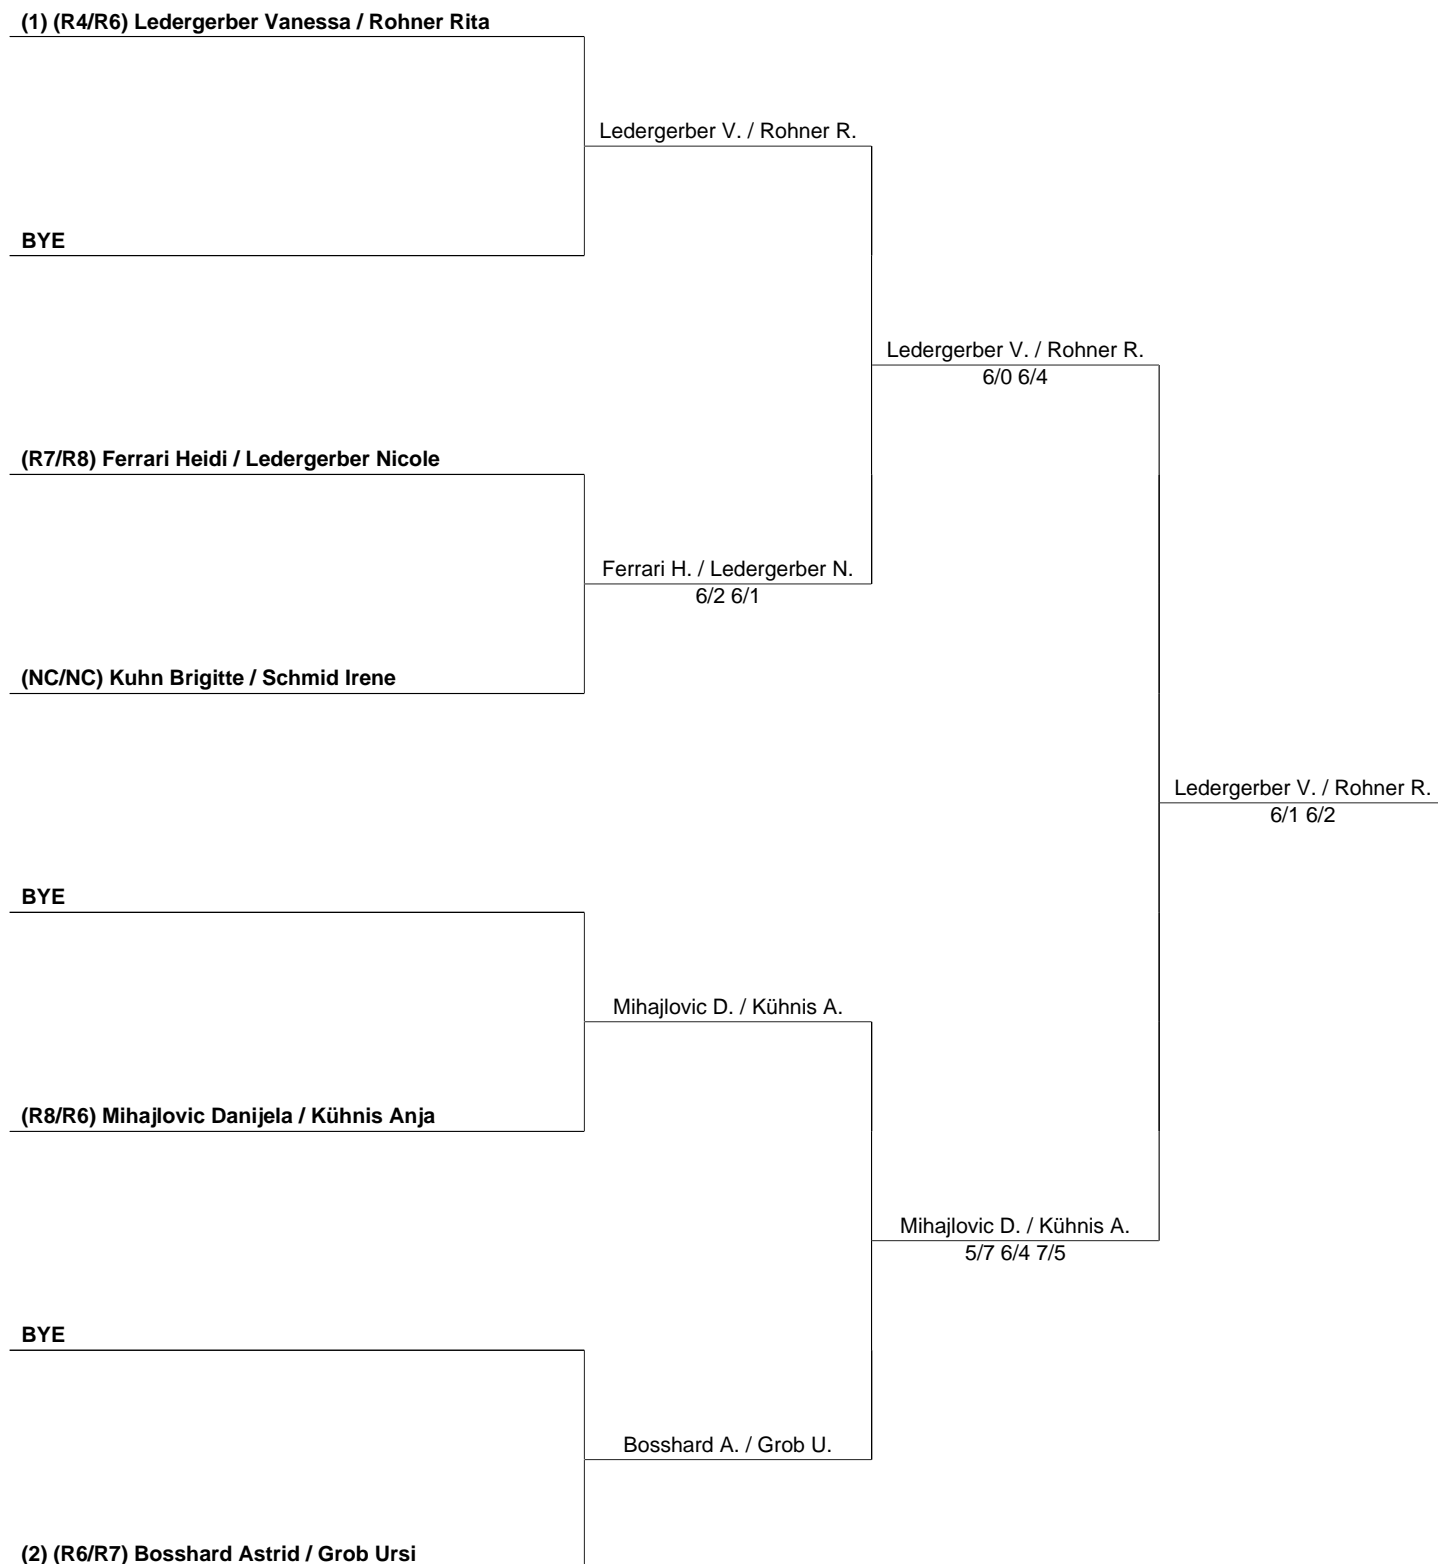 (1) (R4/R6) Ledergerber Vanessa / Rohner Rita
Ledergerber V. / Rohner R.
BYE
Ledergerber V. / Rohner R.
6/0 6/4
(R7/R8) Ferrari Heidi / Ledergerber Nicole
Ferrari H. / Ledergerber N.
6/2 6/1
(NC/NC) Kuhn Brigitte / Schmid Irene
Ledergerber V. / Rohner R.
6/1 6/2
BYE
Mihajlovic D. / Kühnis A.
(R8/R6) Mihajlovic Danijela / Kühnis Anja
Mihajlovic D. / Kühnis A.
5/7 6/4 7/5
BYE
Bosshard A. / Grob U.
(2) (R6/R7) Bosshard Astrid / Grob Ursi